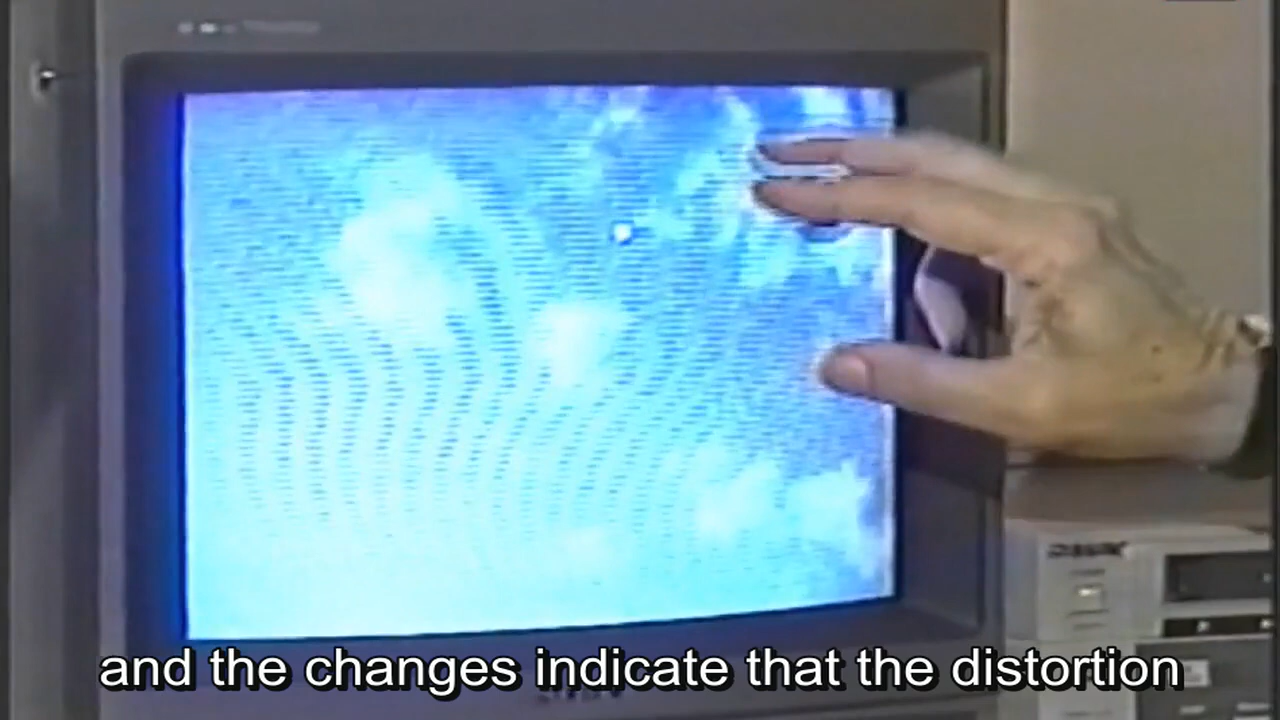 and the changes indicate that the distortion